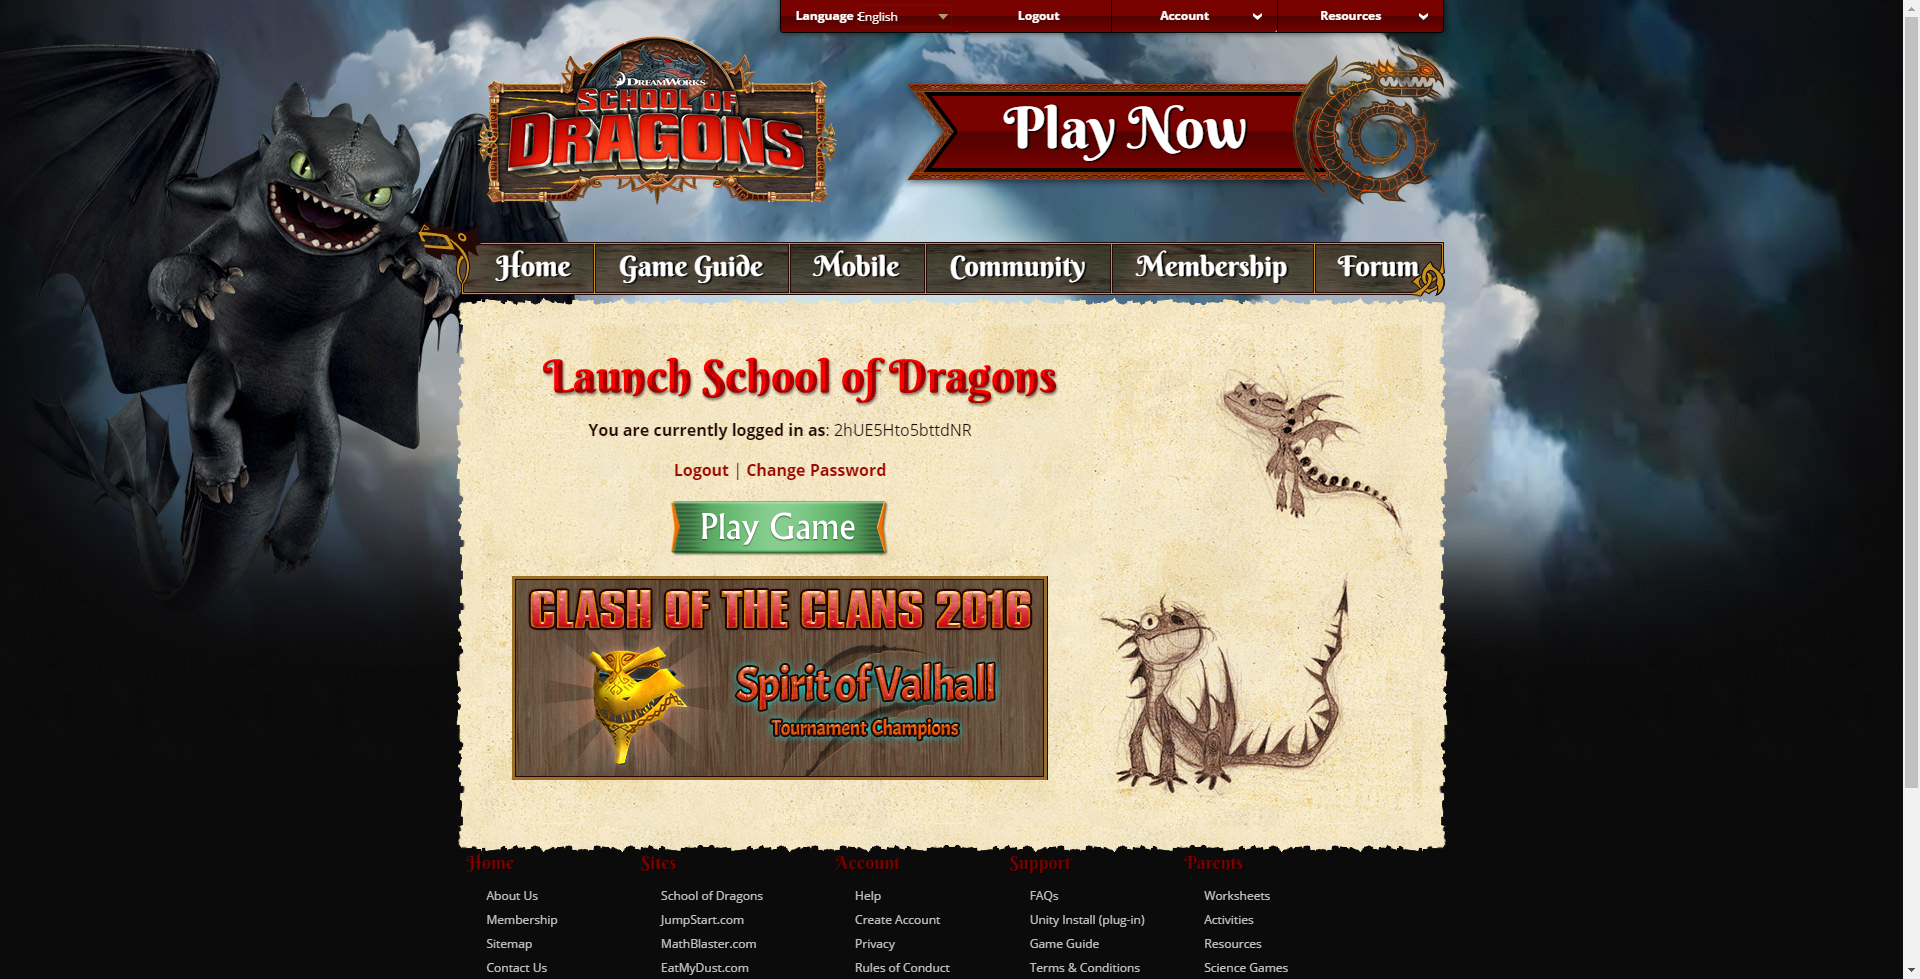 Language : English
Logout
Account
Resources
DREAMWORKS
SCHOOL OF
DRAGONS
Play Now
Home
Game Guide
Mobile
Community
Membership
Forum
Launch School of Dragons
You are currently logged in as: 2hUE5Hto5bttdNR
Logout | Change Password
Play Game
CLASH OF THE CLANS 2016
Spirit of Valhall
Tournament Champions
Home
About Us
Membership
Sitemap
Contact Us
Sites
School of Dragons
JumpStart.com
MathBlaster.com
EatMyDust.com
Account
Help
Create Account
Privacy
Rules of Conduct
Support
FAQs
Unity Install (plug-in)
Game Guide
Terms & Conditions
Parents
Worksheets
Activities
Resources
Science Games